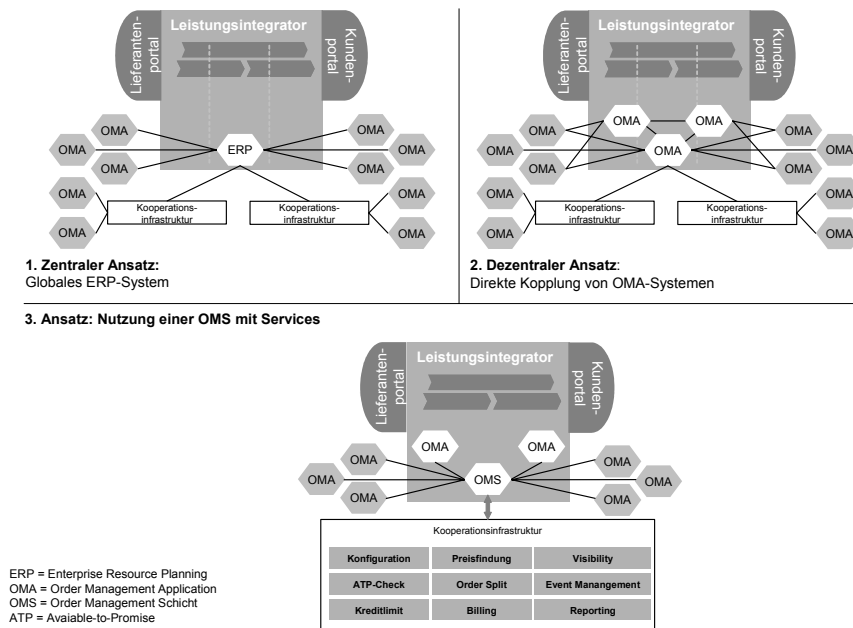 Lieferanten-
portal
Leistungsintegrator
Kunden-
portal
OMA
OMA
OMA
OMA
OMA
ERP
OMA
OMA
OMA
OMA
OMA
Kooperations-
infrastruktur
Kooperations-
infrastruktur
1. Zentraler Ansatz:
Globales ERP-System
Lieferanten-
portal
Leistungsintegrator
Kunden-
portal
OMA
OMA
OMA
OMA
OMA
OMA
OMA
OMA
OMA
OMA
OMA
OMA
OMA
Kooperations-
infrastruktur
Kooperations-
infrastruktur
2. Dezentraler Ansatz:
Direkte Kopplung von OMA-Systemen
3. Ansatz: Nutzung einer OMS mit Services
Lieferanten-
portal
Leistungsintegrator
Kunden-
portal
OMA
OMA
OMA
OMA
OMA
OMS
OMA
OMA
OMA
Kooperationsinfrastruktur
Konfiguration
Preisfindung
Visibility
ATP-Check
Order Split
Event Manangement
Kreditlimit
Billing
Reporting
ERP = Enterprise Resource Planning
OMA = Order Management Application
OMS = Order Management Schicht
ATP = Avaiable-to-Promise